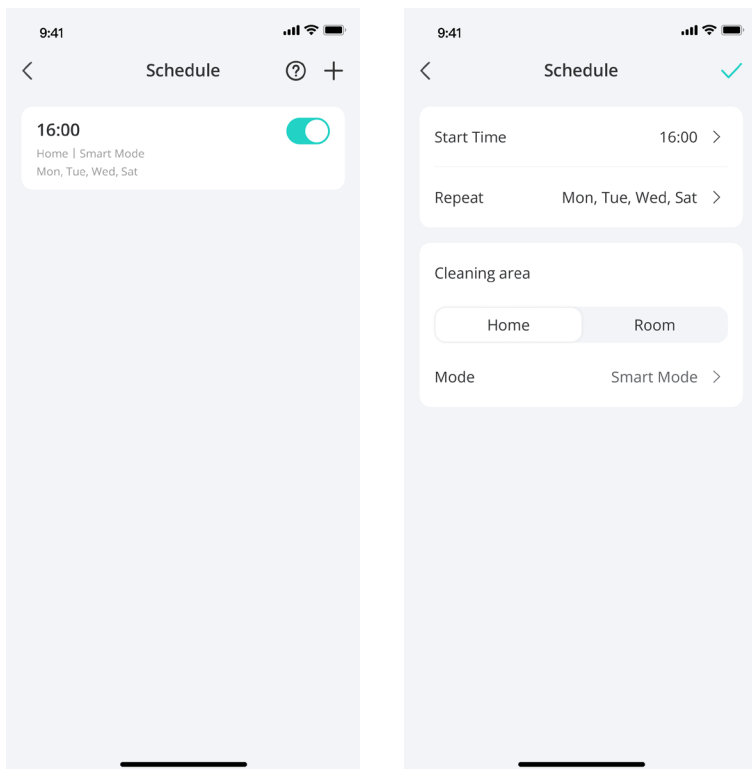 9:41
Schedule
16:00
Home | Smart Mode
Mon, Tue, Wed, Sat
9:41
Schedule
Start Time 16:00
Repeat Mon, Tue, Wed, Sat
Cleaning area
Home Room
Mode Smart Mode